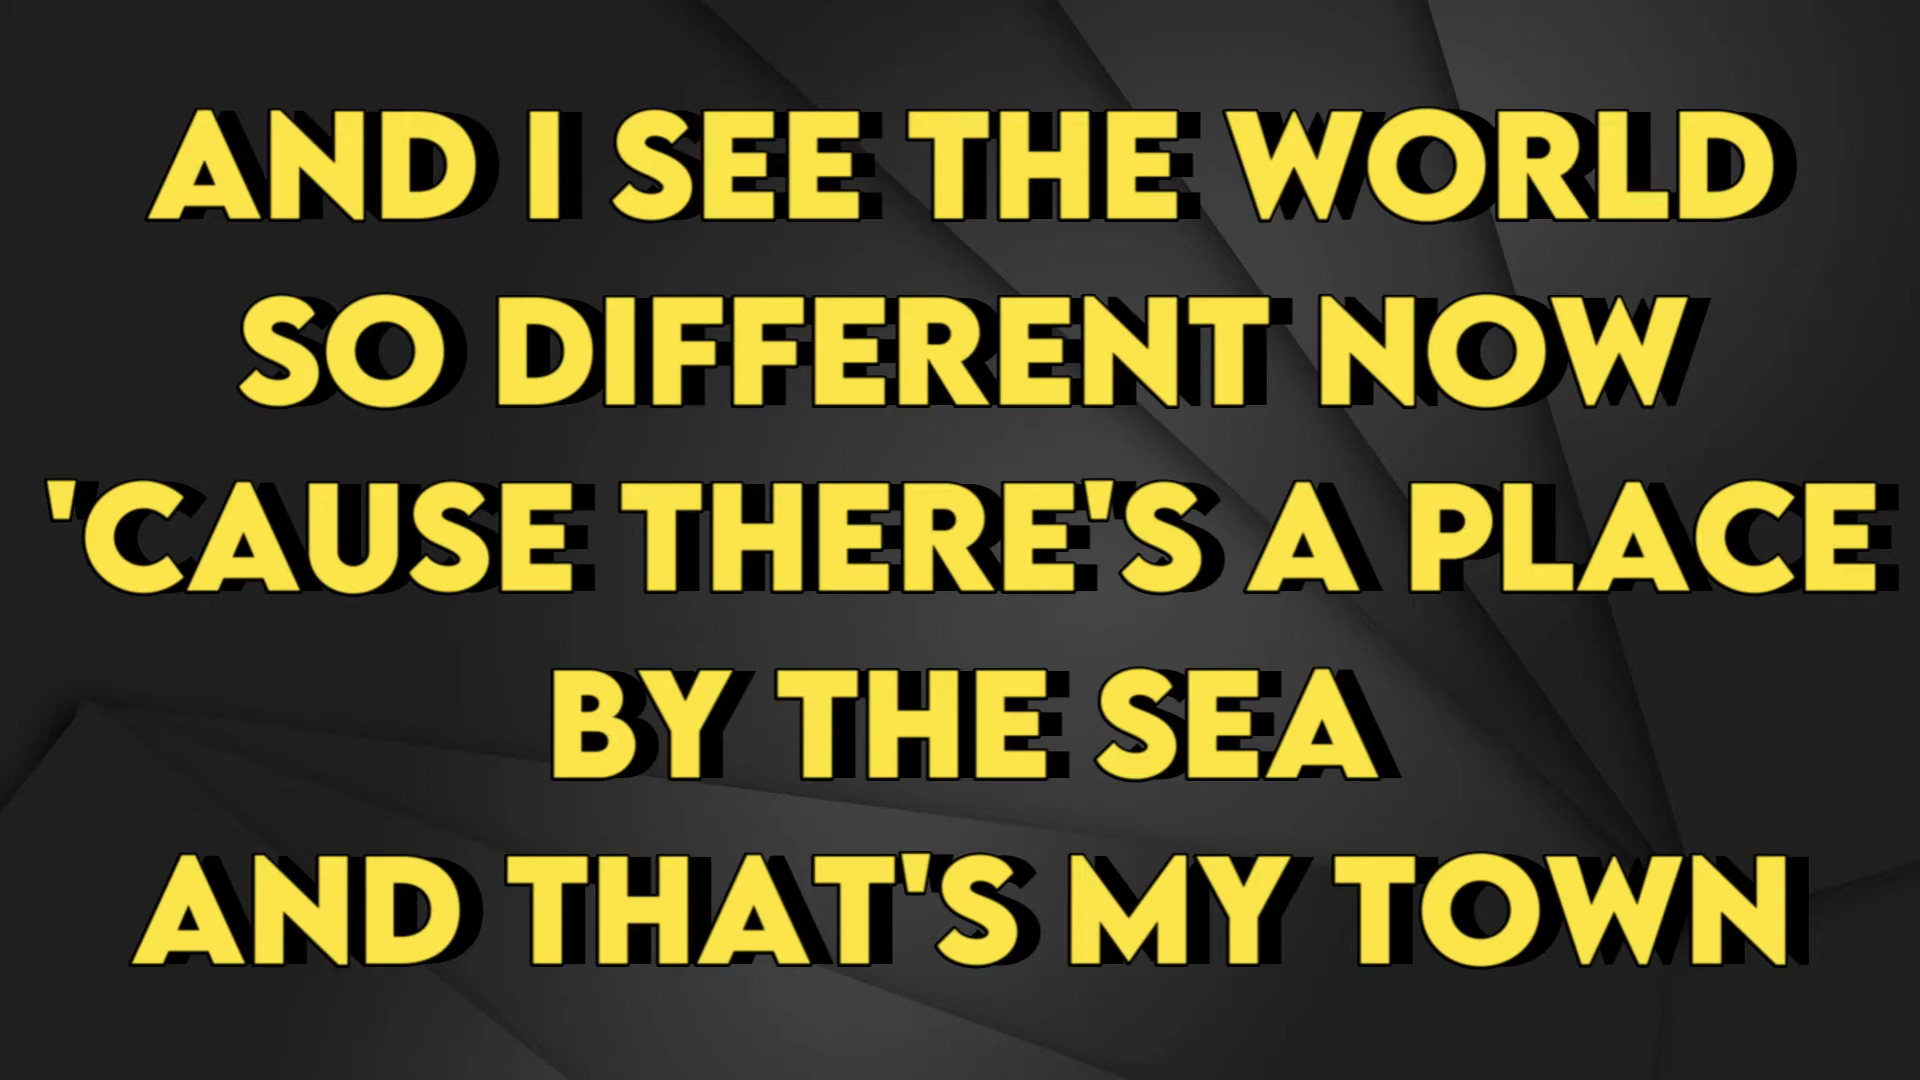 AND I SEE THE WORLD
SO DIFFERENT NOW
'CAUSE THERE'S A PLACE
BY THE SEA
AND THAT'S MY TOWN